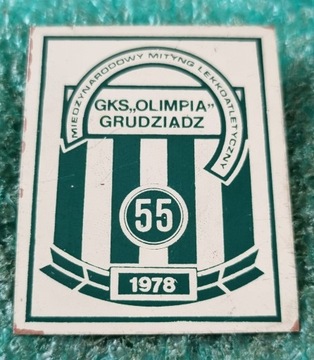 MIĘDZYNARODOWY MITYNG LEKKOATLETYCZNY
GKS„OLIMPIA"
GRUDZIĄDZ
55
1978